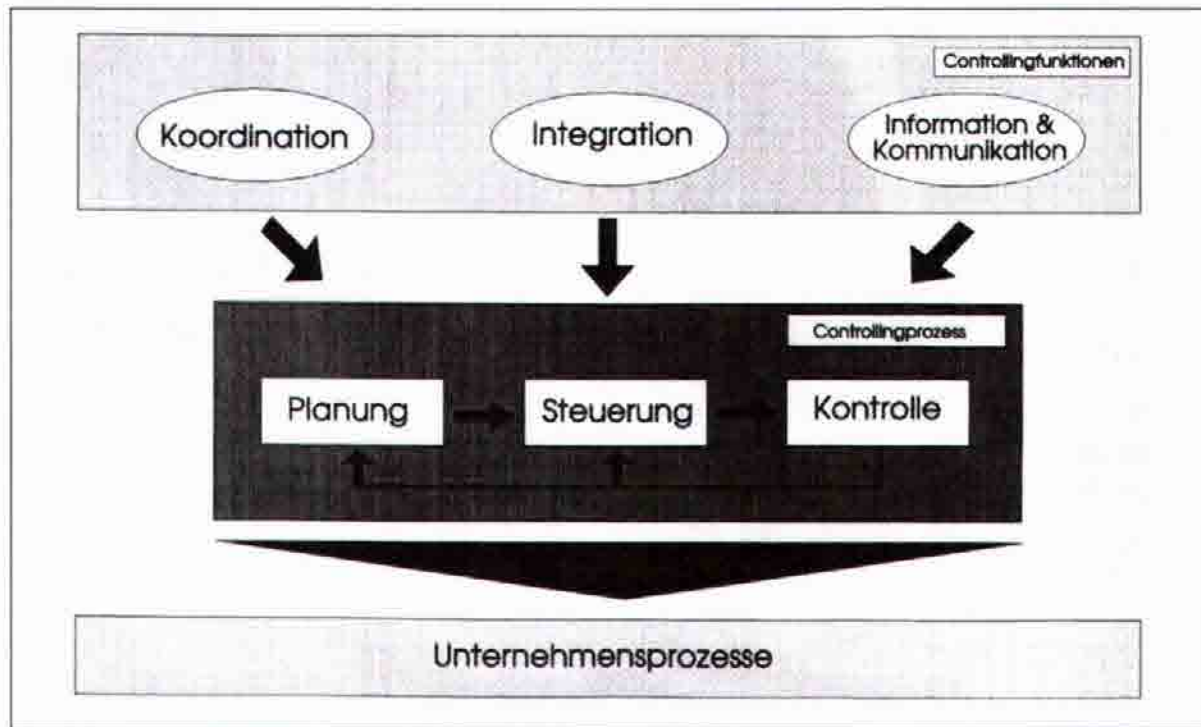 Controllingfunktionen
Koordination
Integration
Information &
Kommunikation
Controllingprozess
Planung
Steuerung
Kontrolle
Unternehmensprozesse